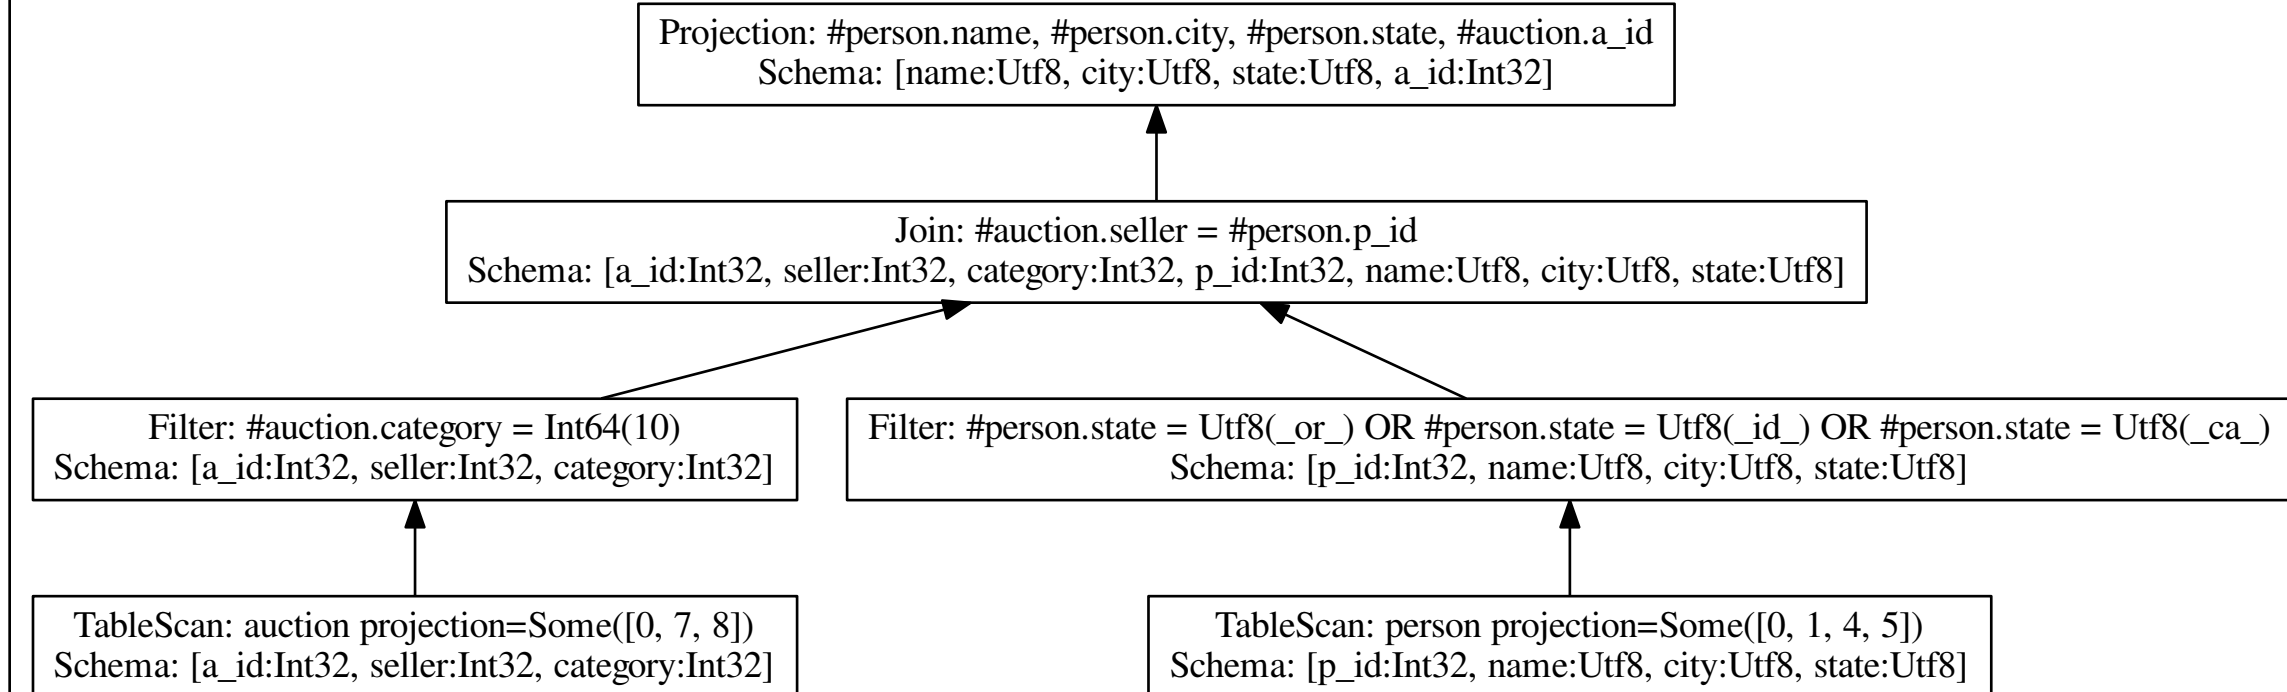 Projection: #person.name, #person.city, #person.state, #auction.a_id
Schema: [name:Utf8, city:Utf8, state:Utf8, a_id:Int32]
Join: #auction.seller = #person.p_id
Schema: [a_id:Int32, seller:Int32, category:Int32, p_id:Int32, name:Utf8, city:Utf8, state:Utf8]
Filter: #auction.category = Int64(10)
Schema: [a_id:Int32, seller:Int32, category:Int32]
Filter: #person.state = Utf8(_or_) OR #person.state = Utf8(_id_) OR #person.state = Utf8(_ca_)
Schema: [p_id:Int32, name:Utf8, city:Utf8, state:Utf8]
TableScan: auction projection=Some([0, 7, 8])
Schema: [a_id:Int32, seller:Int32, category:Int32]
TableScan: person projection=Some([0, 1, 4, 5])
Schema: [p_id:Int32, name:Utf8, city:Utf8, state:Utf8]